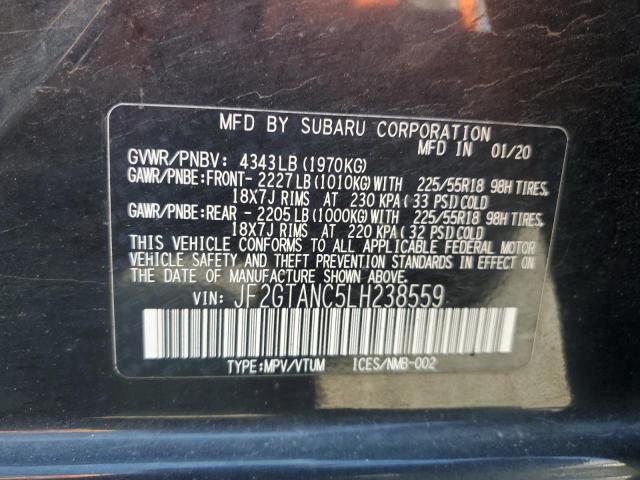 MFD BY SUBARU CORPORATION
MFD IN 01/20
GVWR/PNBV: 4343LB(1970KG)
GAWR/PNBE:FRONT- 2227LB(1010KG)WITH 225/55R18 98H TIRES,
18X7J RIMS AT 230 KPA(33 PSI)COLD
GAWR/PNBE:REAR - 2205LB(1000KG)WITH 225/55R18 98H TIRES,
18X7J RIMS AT 220 KPA(32 PSI)COLD
THIS VEHICLE CONFORMS TO ALL APPLICABLE FEDERAL MOTOR
VEHICLE SAFETY AND THEFT PREVENTION STANDARDS IN EFFECT ON
THE DATE OF MANUFACTURE SHOWN ABOVE.
VIN: JF2GTANC5LH238559
TYPE:MPV/VTUM ICES/NMB-002